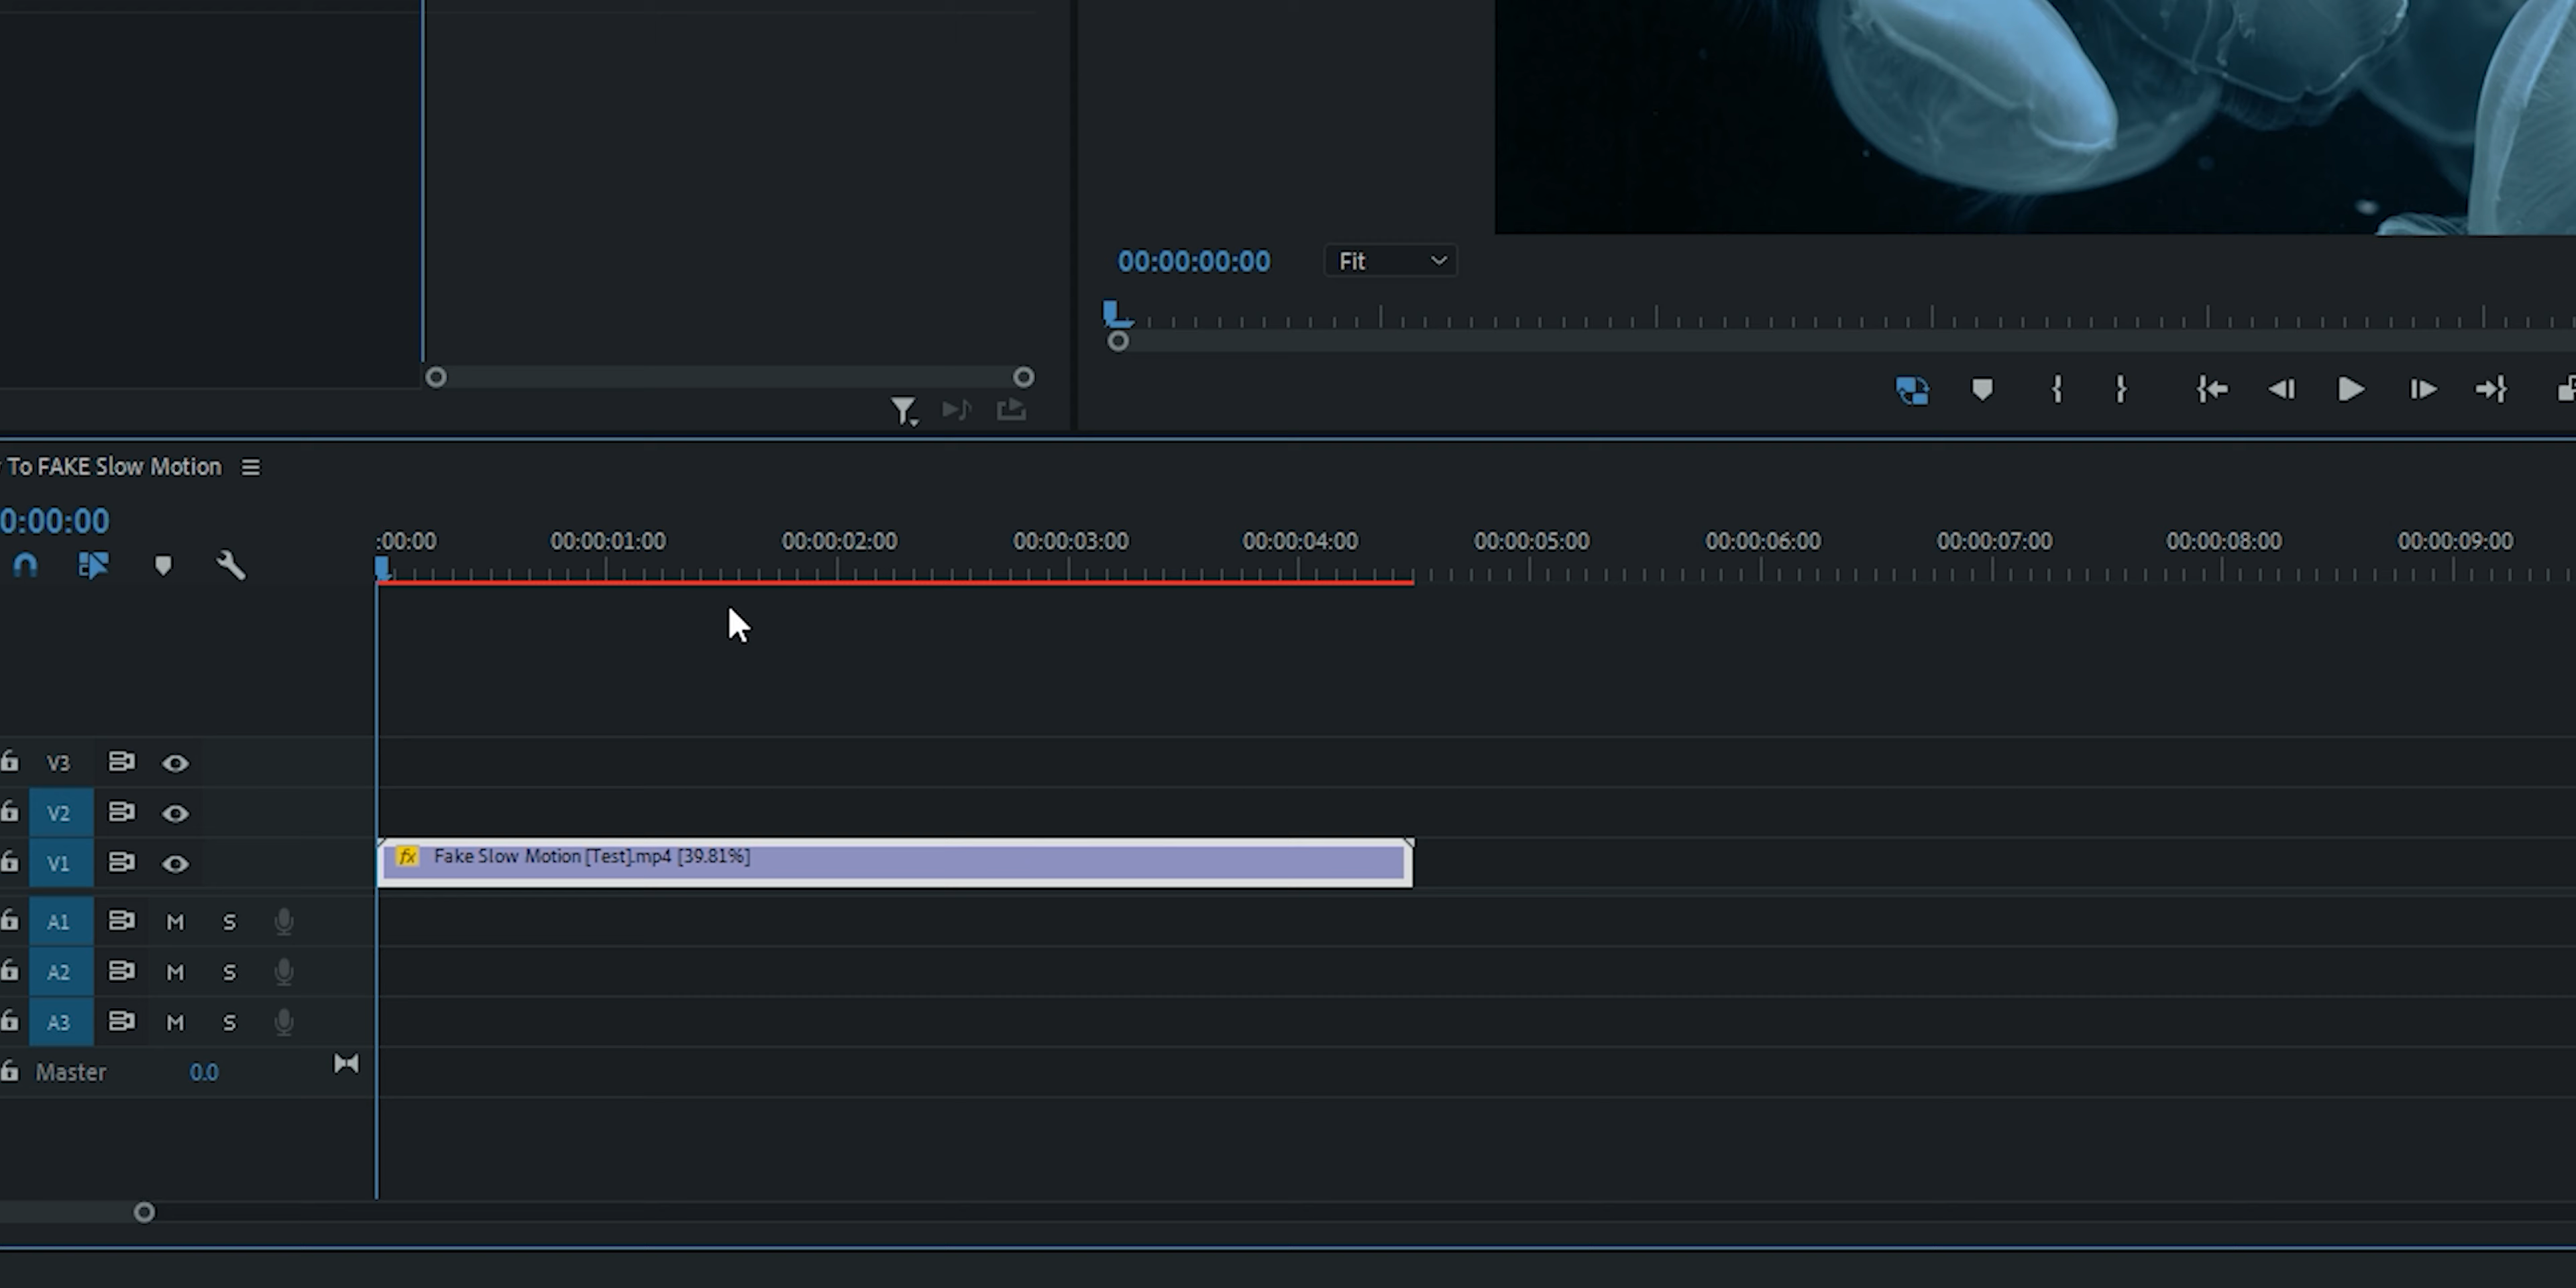 00:00:00:00 Fit
To FAKE Slow Motion
0:00:00
:00:00 00:00:01:00 00:00:02:00 00:00:03:00 00:00:04:00 00:00:05:00 00:00:06:00 00:00:07:00 00:00:08:00 00:00:09:00
V3
V2
V1 fx Fake Slow Motion [Test].mp4 [39.81%]
A1 M S
A2 M S
A3 M S
Master 0.0